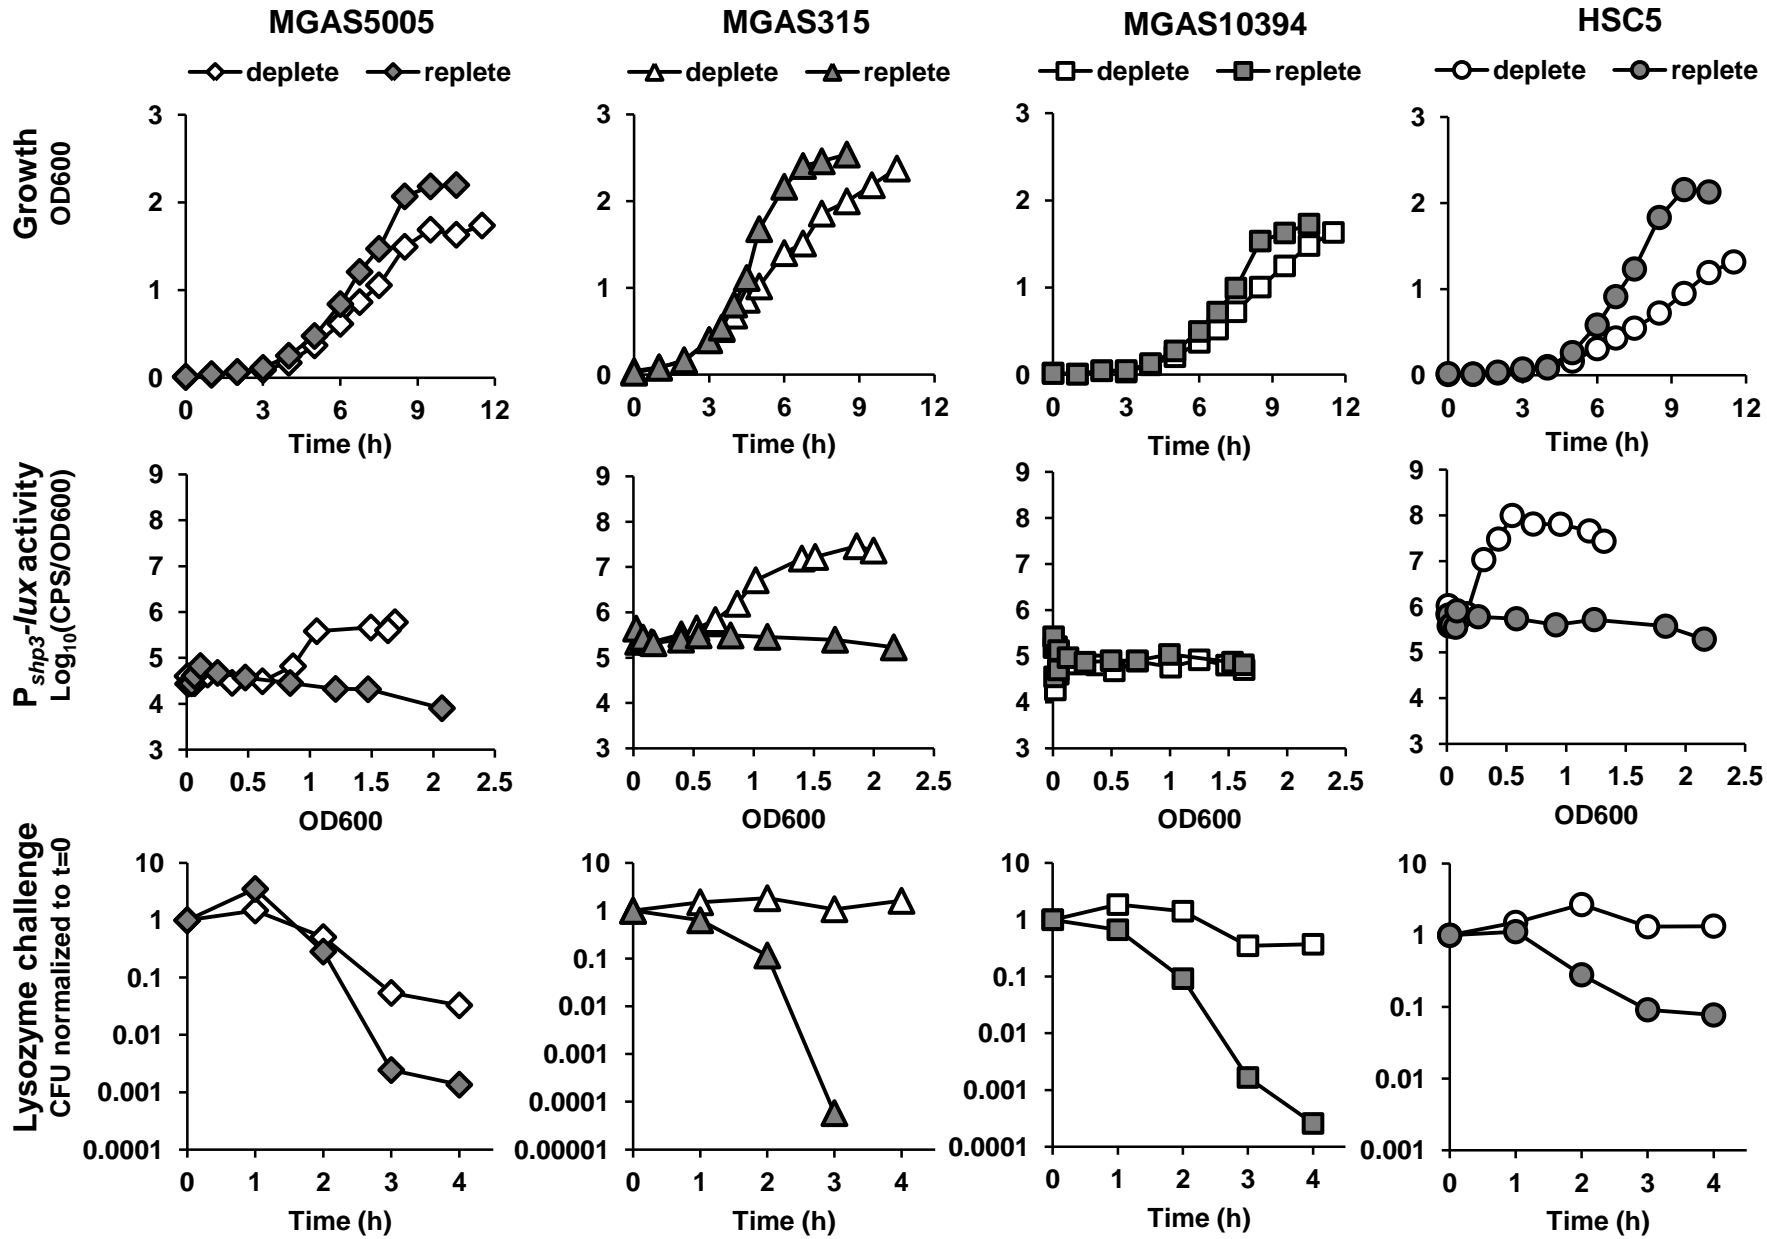 MGAS5005 MGAS315 MGAS10394 HSC5
deplete replete deplete replete deplete replete deplete replete
Growth
OD600
3 2 1 0
0 3 6 9 12
Time (h)
3 2 1 0
0 3 6 9 12
Time (h)
3 2 1 0
0 3 6 9 12
Time (h)
3 2 1 0
0 3 6 9 12
Time (h)
Pshp3-lux activity
Log10(CPS/OD600)
9 8 7 6 5 4 3
0 0.5 1 1.5 2 2.5
OD600
9 8 7 6 5 4 3
0 0.5 1 1.5 2 2.5
OD600
9 8 7 6 5 4 3
0 0.5 1 1.5 2 2.5
OD600
9 8 7 6 5 4 3
0 0.5 1 1.5 2 2.5
OD600
Lysozyme challenge
CFU normalized to t=0
10 1 0.1 0.01 0.001 0.0001
0 1 2 3 4
Time (h)
10 1 0.1 0.01 0.001 0.0001 0.00001
0 1 2 3 4
Time (h)
10 1 0.1 0.01 0.001 0.0001
0 1 2 3 4
Time (h)
10 1 0.1 0.01 0.001
0 1 2 3 4
Time (h)